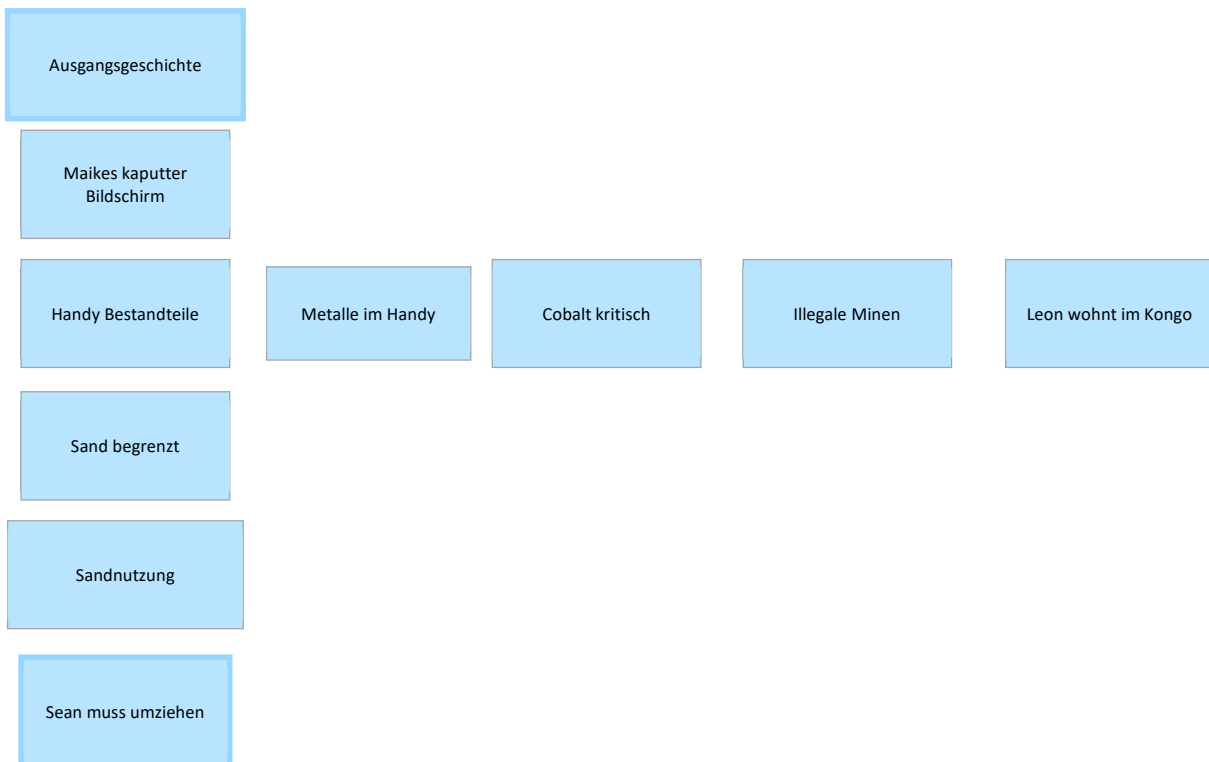 Ausgangsgeschichte
Maikes kaputter
Bildschirm
Handy Bestandteile
Metalle im Handy
Cobalt kritisch
Illegale Minen
Leon wohnt im Kongo
Sand begrenzt
Sandnutzung
Sean muss umziehen